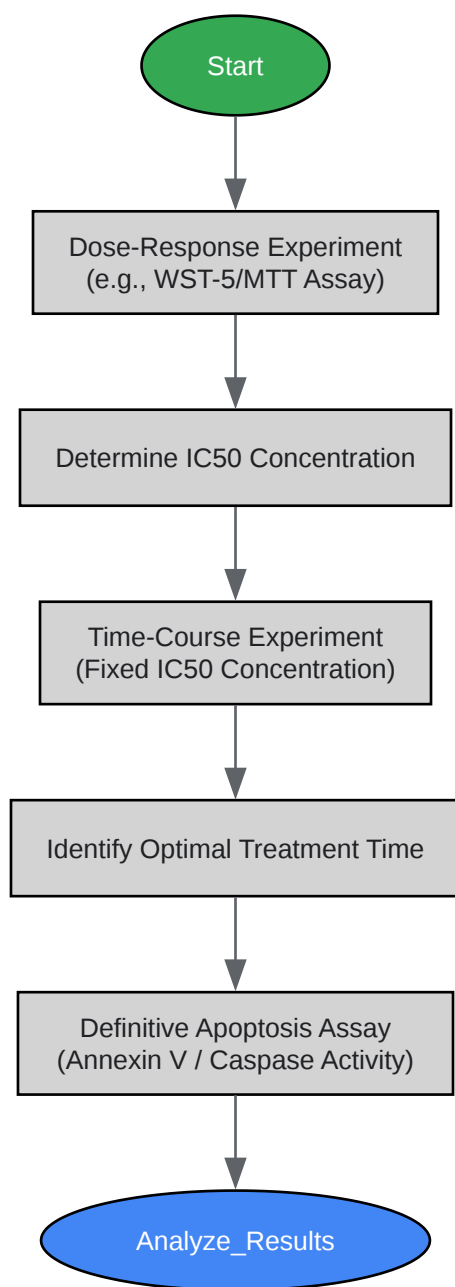 Start
Dose-Response Experiment
(e.g., WST-5/MTT Assay)
Determine IC50 Concentration
Time-Course Experiment
(Fixed IC50 Concentration)
Identify Optimal Treatment Time
Definitive Apoptosis Assay
(Annexin V / Caspase Activity)
Analyze_Results